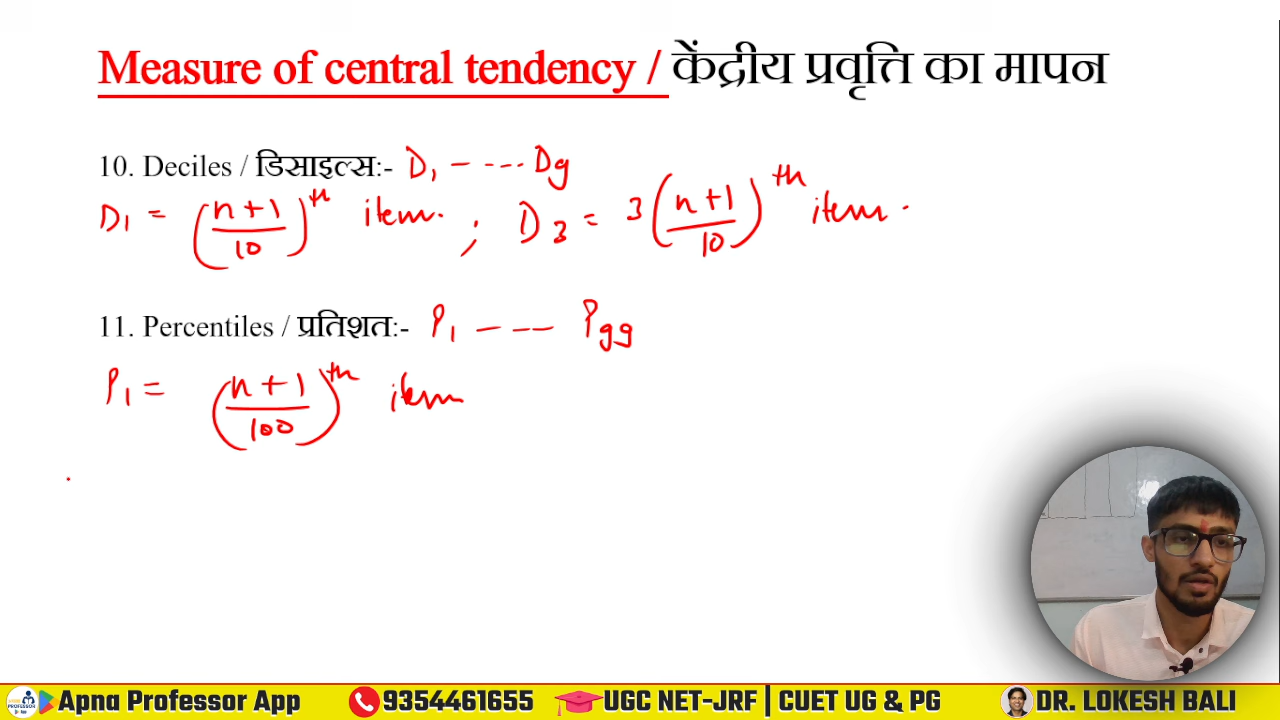 Measure of central tendency / केंद्रीय प्रवृत्ति का मापन
10. Deciles / डिसाइल्स:- D₁ - --- D9
D₁ = (n+1/10)th item. ; D3 = 3(n+1/10)th item.
11. Percentiles / प्रतिशत:- P₁ - -- P99
P₁ = (n+1/100)th item
PROFESSOR Apna Professor App 9354461655 UGC NET-JRF | CUET UG & PG DR. LOKESH BALI